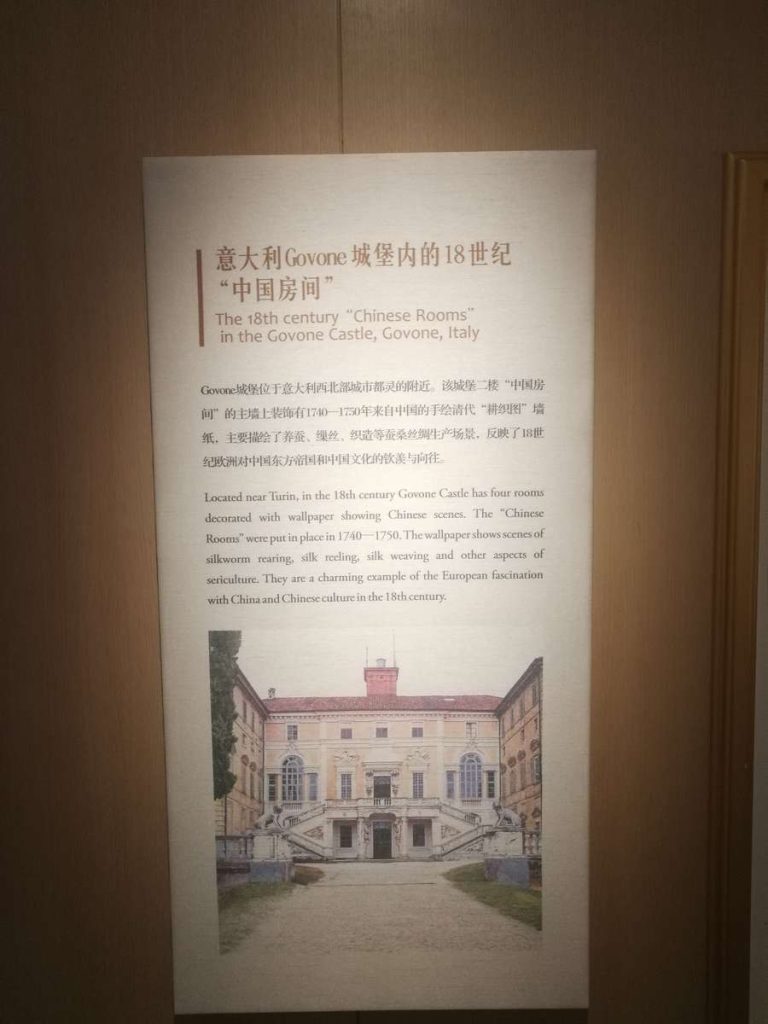 意大利Govone 城堡内的18世纪
“中国房间”
The 18th century “Chinese Rooms”
in the Govone Castle, Govone, Italy
Govone城堡位于意大利西北部城市都灵的附近。该城堡二楼“中国房
间”的主墙上装饰有1740—1750年来自中国的手绘清代“耕织图”墙
纸，主要描绘了养蚕、缫丝、织造等蚕桑丝绸生产场景，反映了18世
纪欧洲对中国东方帝国和中国文化的钦羡与向往。
Located near Turin, in the 18th century Govone Castle has four rooms
decorated with wallpaper showing Chinese scenes. The “Chinese
Rooms” were put in place in 1740—1750. The wallpaper shows scenes of
silkworm rearing, silk reeling, silk weaving and other aspects of
sericulture. They are a charming example of the European fascination
with China and Chinese culture in the 18th century.